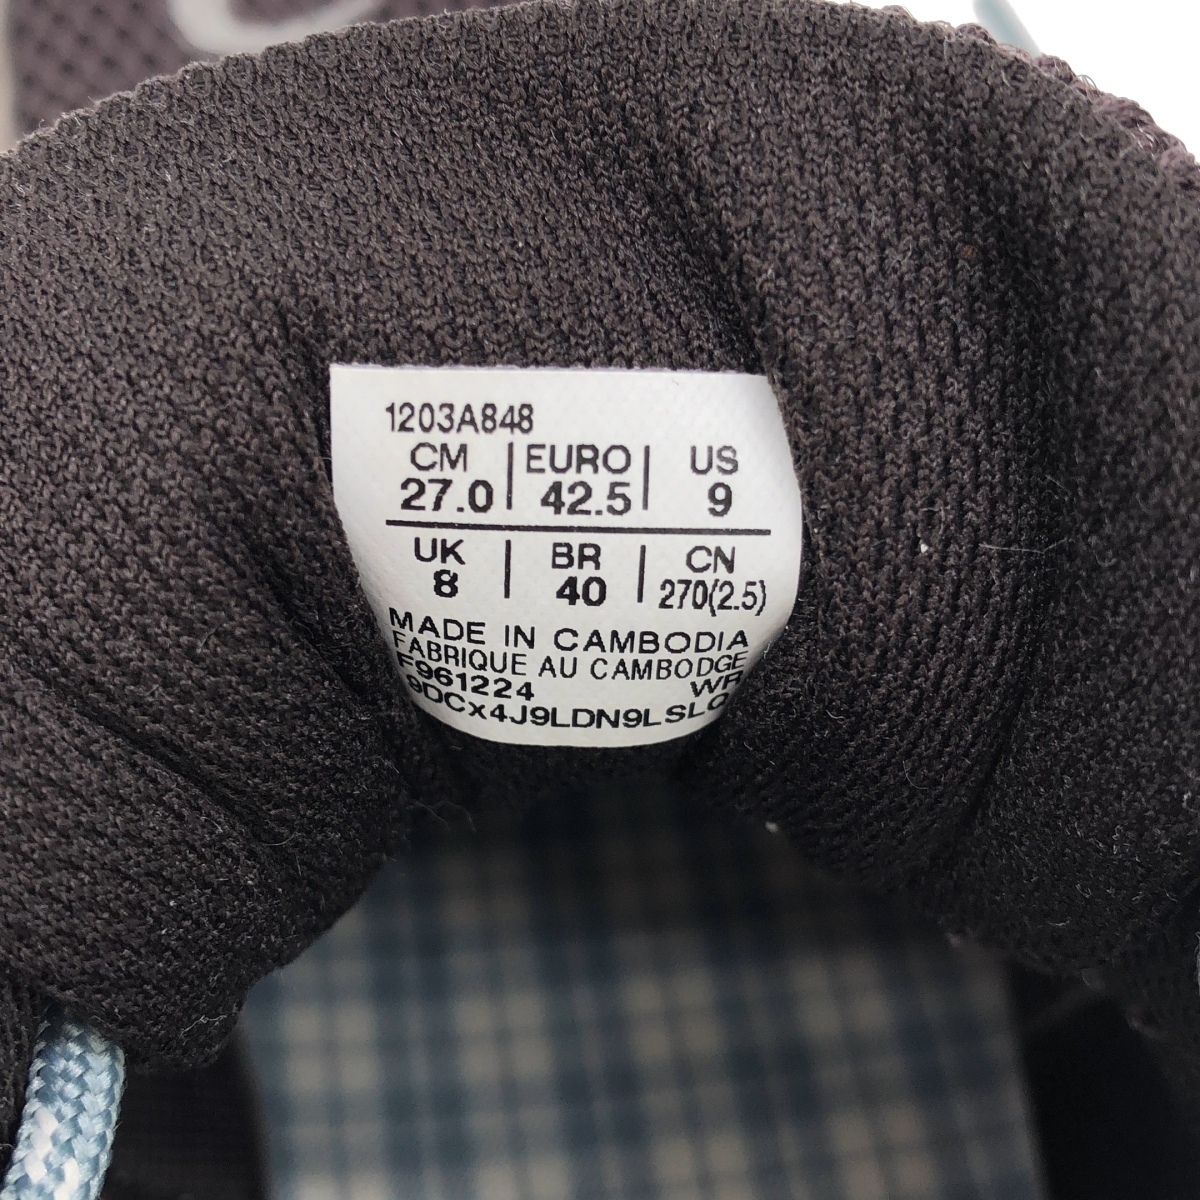 1203A848
CM | EURO | US
27.0 | 42.5 | 9
UK | BR | CN
8 | 40 | 270(2.5)
MADE IN CAMBODIA
FABRIQUE AU CAMBODGE
F961224 WR
9DCx4J9LDN9LSLQ